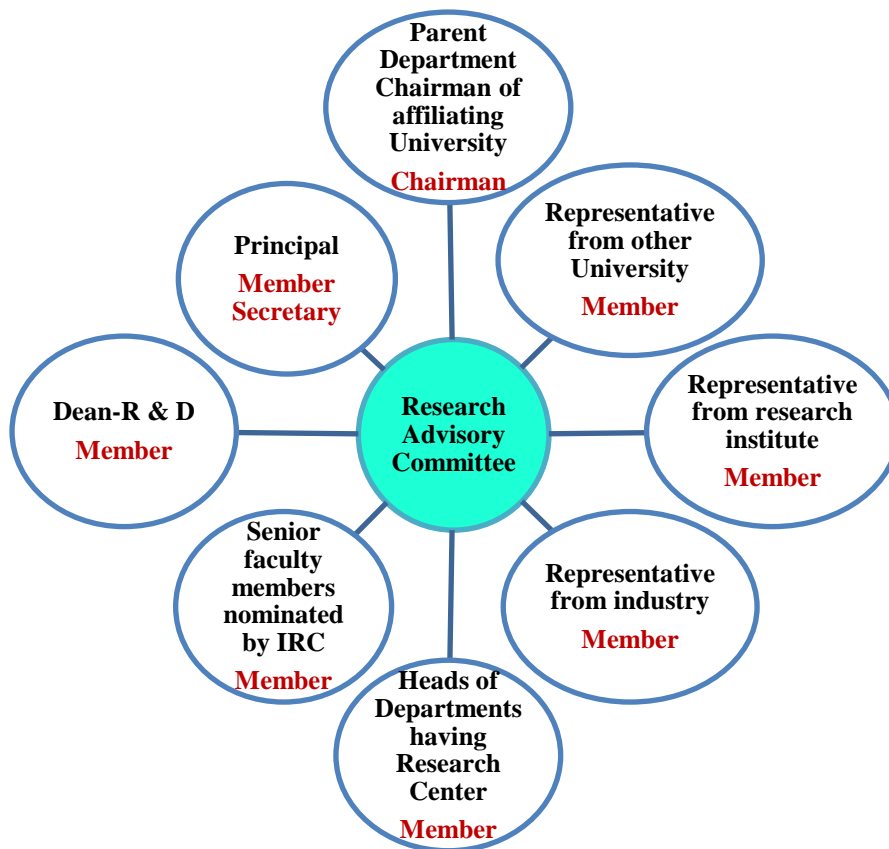 Parent
Department
Chairman of
affiliating
University
Chairman
Representative
from other
University
Member
Representative
from research
institute
Member
Representative
from industry
Member
Heads of
Departments
having
Research
Center
Member
Senior
faculty
members
nominated
by IRC
Member
Dean-R & D
Member
Principal
Member
Secretary
Research
Advisory
Committee